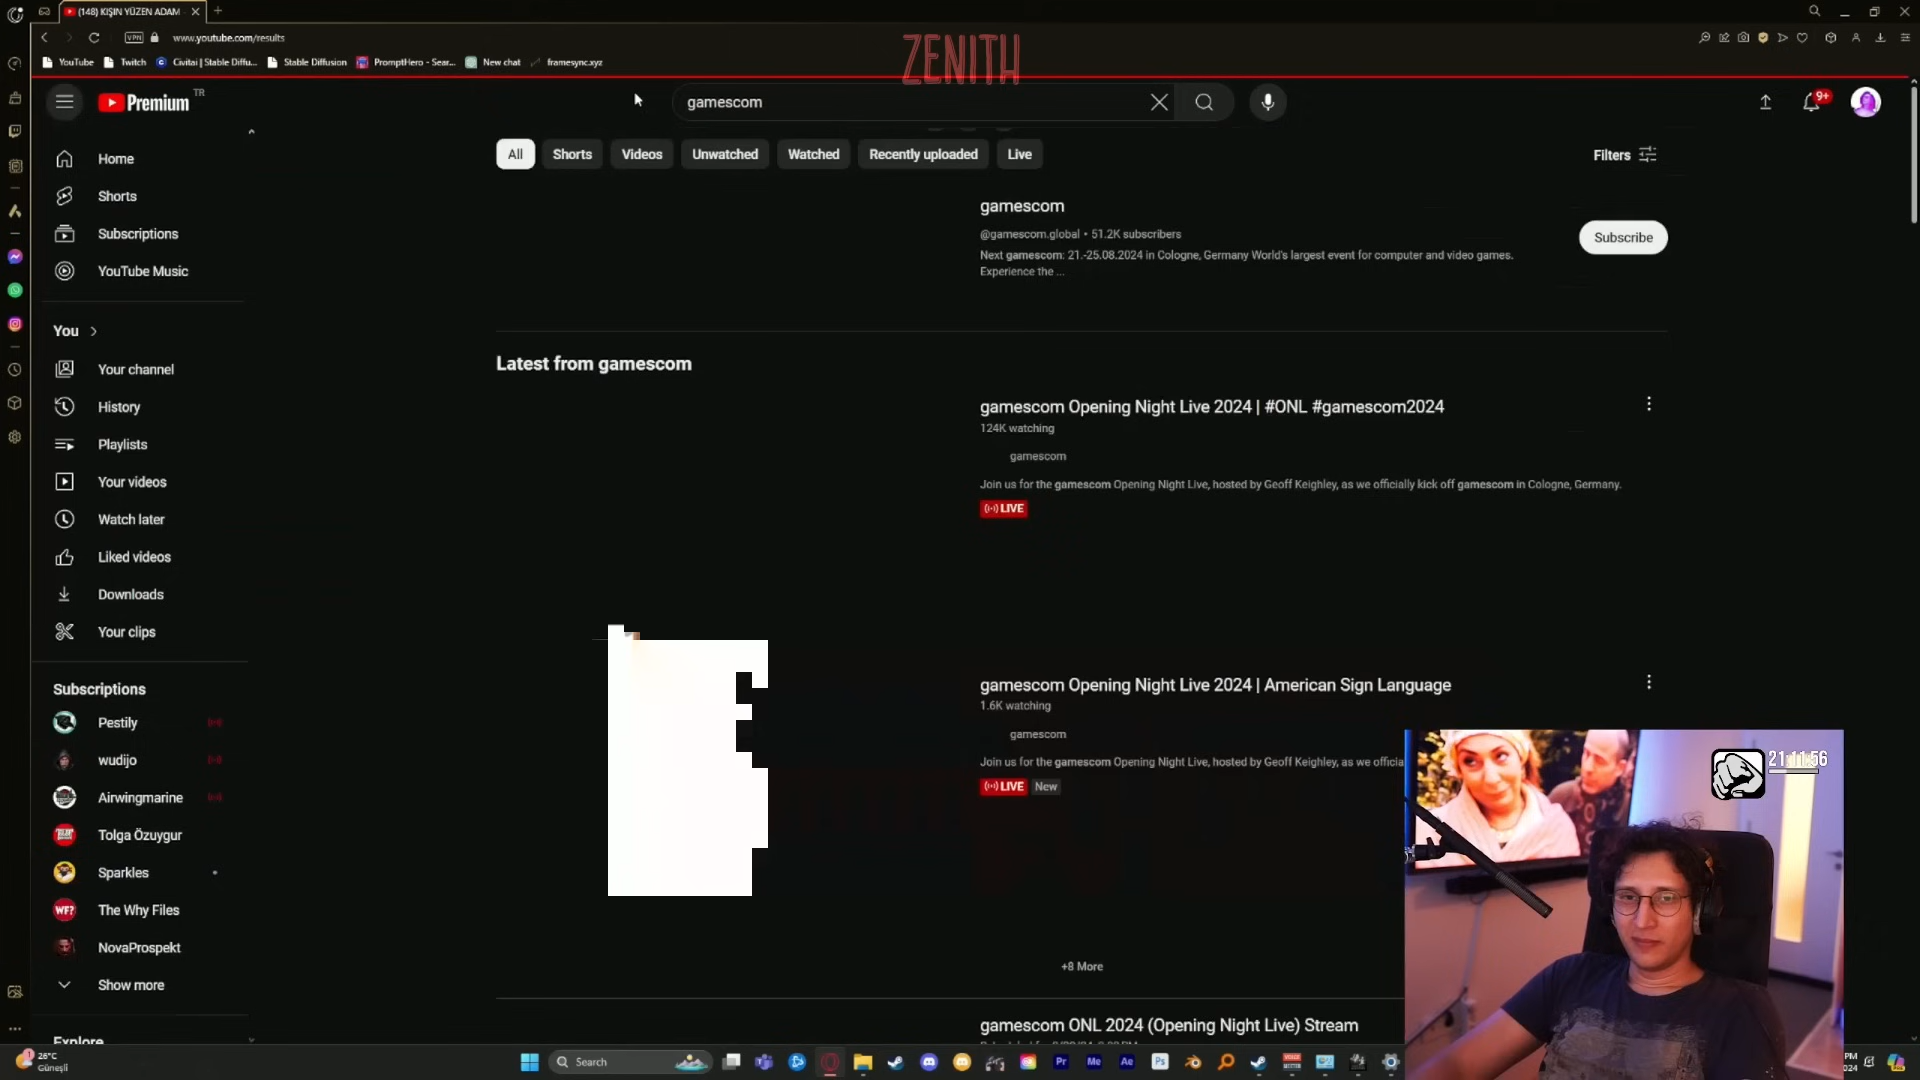 (148) KIŞIN YÜZEN ADAM
VPN
www.youtube.com/results
ZENITH
YouTube
Twitch
Civitai | Stable Diffu...
Stable Diffusion
PromptHero - Sear...
New chat
framesync.xyz
Premium
TR
gamescom
9+
Home
Shorts
Subscriptions
YouTube Music
You
Your channel
History
Playlists
Your videos
Watch later
Liked videos
Downloads
Your clips
Subscriptions
Pestily
wudijo
Airwingmarine
Tolga Özuygur
Sparkles
WF?
The Why Files
NovaProspekt
Show more
Explore
All
Shorts
Videos
Unwatched
Watched
Recently uploaded
Live
Filters
gamescom
@gamescom.global • 51.2K subscribers
Next gamescom: 21.-25.08.2024 in Cologne, Germany World's largest event for computer and video games.
Experience the ...
Subscribe
Latest from gamescom
gamescom Opening Night Live 2024 | #ONL #gamescom2024
124K watching
gamescom
Join us for the gamescom Opening Night Live, hosted by Geoff Keighley, as we officially kick off gamescom in Cologne, Germany.
LIVE
gamescom Opening Night Live 2024 | American Sign Language
1.6K watching
gamescom
Join us for the gamescom Opening Night Live, hosted by Geoff Keighley, as we officia
LIVE
New
+8 More
gamescom ONL 2024 (Opening Night Live) Stream
21:11:56
26°C
Güneşli
Search
Pr
Me
Ae
PM
024